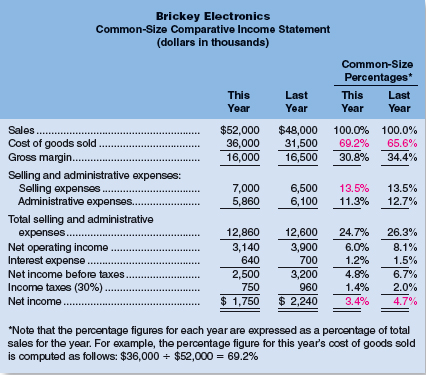 Brickey Electronics
Common-Size Comparative Income Statement
(dollars in thousands)
Common-Size
Percentages*
This Year Last Year This Year Last Year
Sales $52,000 $48,000 100.0% 100.0%
Cost of goods sold 36,000 31,500 69.2% 65.6%
Gross margin 16,000 16,500 30.8% 34.4%
Selling and administrative expenses:
Selling expenses 7,000 6,500 13.5% 13.5%
Administrative expenses 5,860 6,100 11.3% 12.7%
Total selling and administrative
expenses 12,860 12,600 24.7% 26.3%
Net operating income 3,140 3,900 6.0% 8.1%
Interest expense 640 700 1.2% 1.5%
Net income before taxes 2,500 3,200 4.8% 6.7%
Income taxes (30%) 750 960 1.4% 2.0%
Net income $ 1,750 $ 2,240 3.4% 4.7%
*Note that the percentage figures for each year are expressed as a percentage of total
sales for the year. For example, the percentage figure for this year's cost of goods sold
is computed as follows: $36,000 ÷ $52,000 = 69.2%